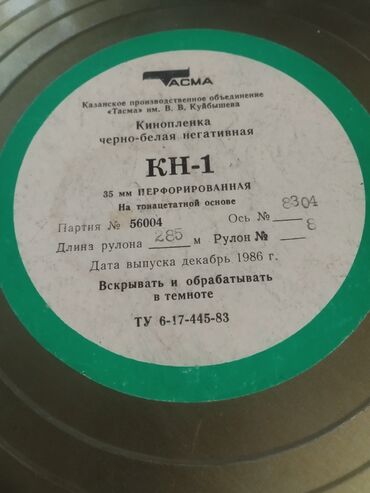 ТАСМА
Казанское производственное объединение
«Тасма» им. В. В. Куйбышева
Кинопленка
черно-белая негативная
КН-1
35 мм ПЕРФОРИРОВАННАЯ
На тонацетатной основе
Партия № 56004 Ось № 8304
Длина рулона 285 м Рулон № 8
Дата выпуска декабрь 1986 г.
Вскрывать и обрабатывать
в темноте
ТУ 6-17-445-83